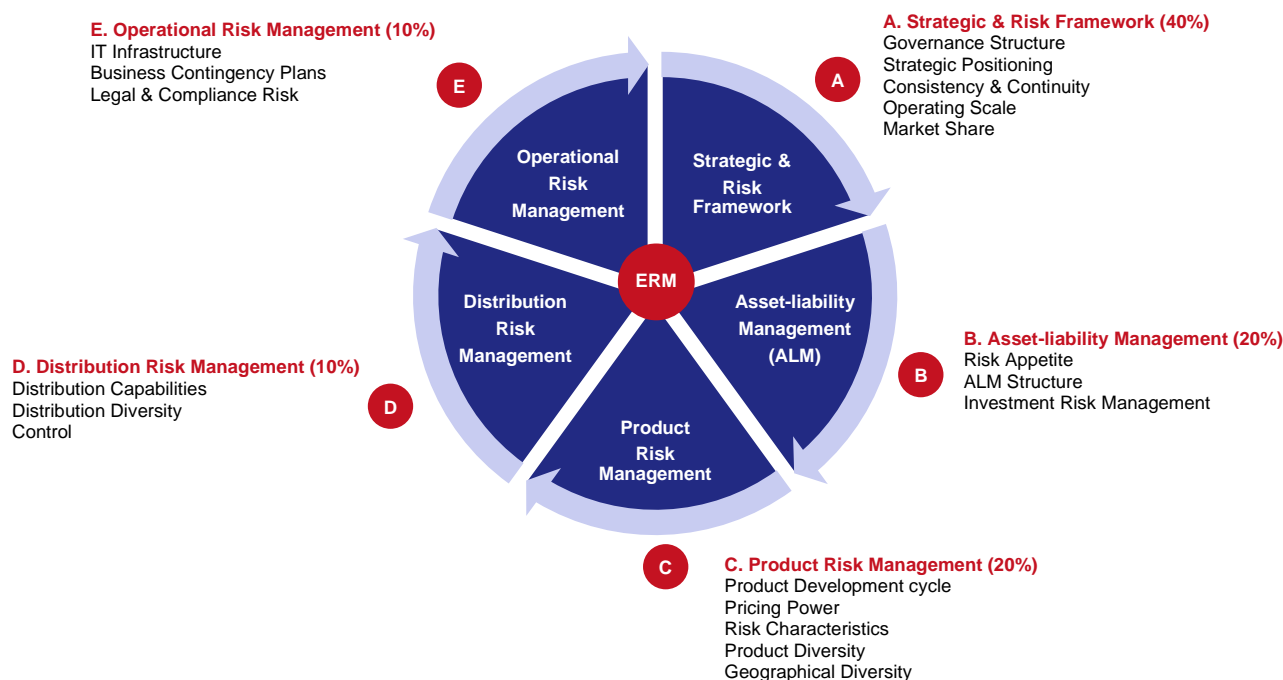 E. Operational Risk Management (10%)
IT Infrastructure
Business Contingency Plans
Legal & Compliance Risk
E
A. Strategic & Risk Framework (40%)
Governance Structure
Strategic Positioning
Consistency & Continuity
Operating Scale
Market Share
A
Operational
Risk
Management
Strategic &
Risk
Framework
ERM
Distribution
Risk
Management
Asset-liability
Management
(ALM)
Product
Risk
Management
B. Asset-liability Management (20%)
Risk Appetite
ALM Structure
Investment Risk Management
B
D. Distribution Risk Management (10%)
Distribution Capabilities
Distribution Diversity
Control
D
C
C. Product Risk Management (20%)
Product Development cycle
Pricing Power
Risk Characteristics
Product Diversity
Geographical Diversity